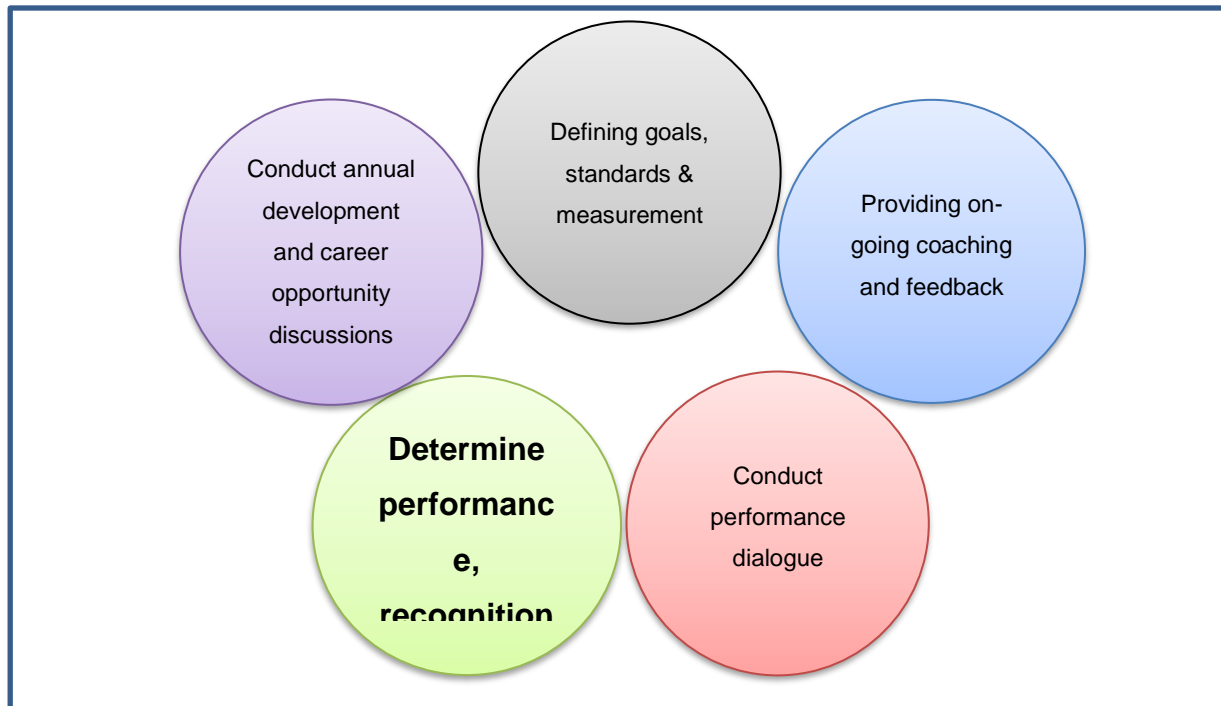 Defining goals,
standards &
measurement
Providing on-
going coaching
and feedback
Conduct
performance
dialogue
Determine
performanc
e,
recognition
Conduct annual
development
and career
opportunity
discussions